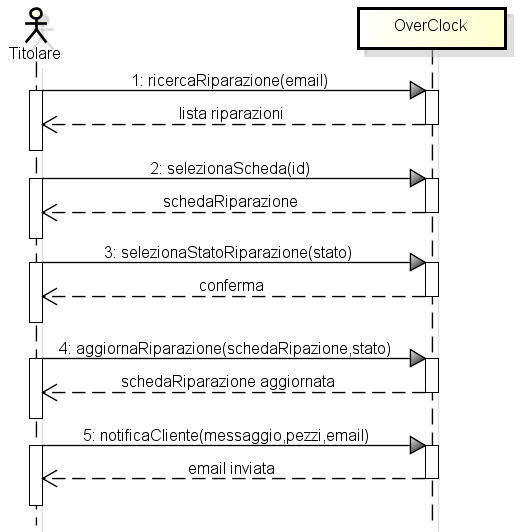 Titolare
OverClock
1: ricercaRiparazione(email)
lista riparazioni
2: selezionaScheda(id)
schedaRiparazione
3: selezionaStatoRiparazione(stato)
conferma
4: aggiornaRiparazione(schedaRipazione,stato)
schedaRiparazione aggiornata
5: notificaCliente(messaggio,pezzi,email)
email inviata